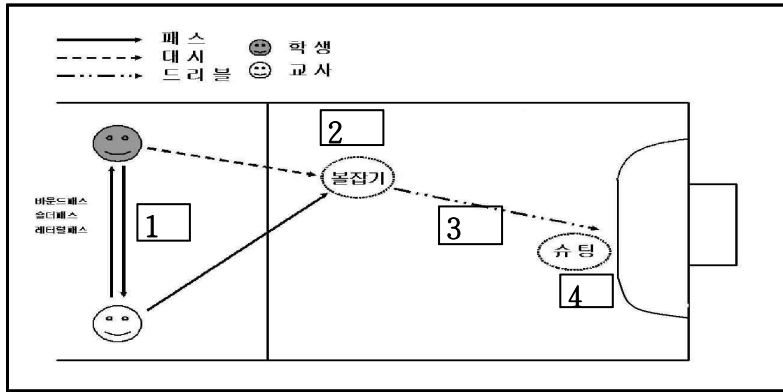 패 스
대 시
드 리 블
학 생
교 사
바운드패스
숄더패스
래터럴패스
1
2
볼잡기
3
슈 팅
4